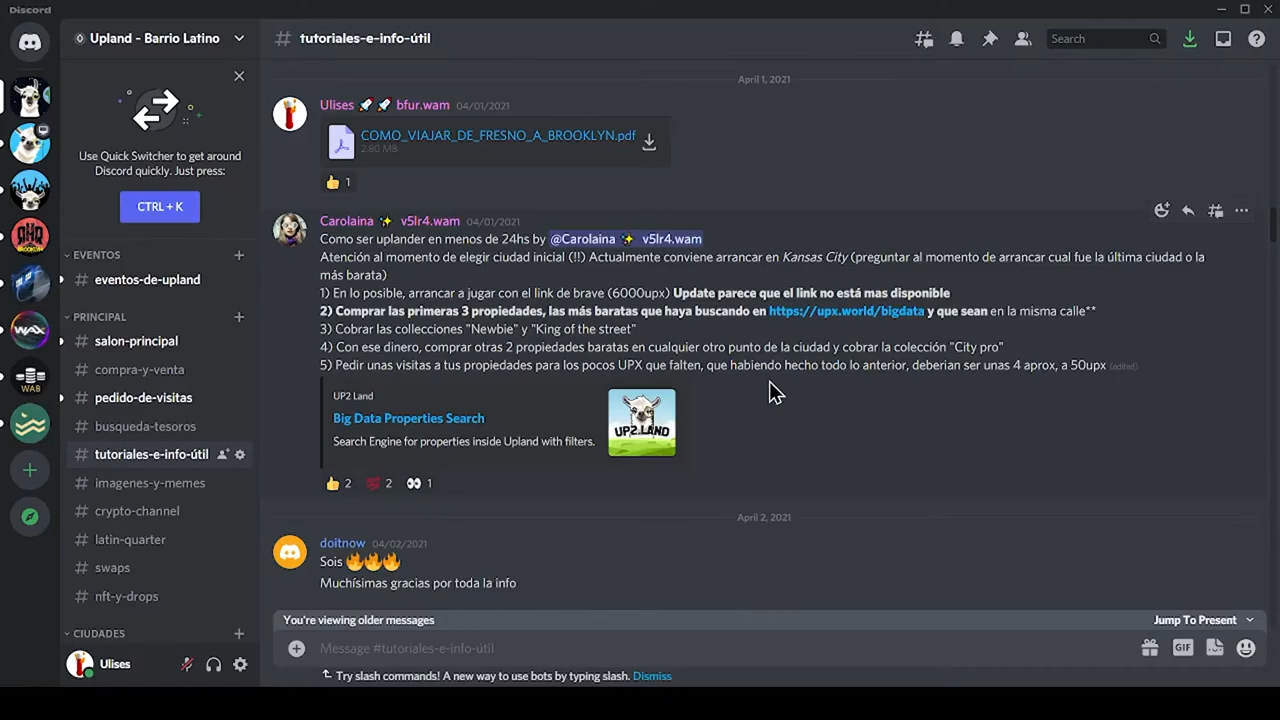 Discord
Upland - Barrio Latino
Use Quick Switcher to get around
Discord quickly. Just press:
CTRL + K
EVENTOS
# eventos-de-upland
PRINCIPAL
# salon-principal
# compra-y-venta
# pedido-de-visitas
# busqueda-tesoros
# tutoriales-e-info-útil
# imagenes-y-memes
# crypto-channel
# latin-quarter
# swaps
# nft-y-drops
CIUDADES
Ulises
# tutoriales-e-info-útil
Search
April 1, 2021
Ulises 🚀 🚀 bfur.wam 04/01/2021
COMO_VIAJAR_DE_FRESNO_A_BROOKLYN.pdf
2.80 MB
👍 1
Carolaina ✨ v5lr4.wam 04/01/2021
Como ser uplander en menos de 24hs by @Carolaina ✨ v5lr4.wam
Atención al momento de elegir ciudad inicial (!!) Actualmente conviene arrancar en Kansas City (preguntar al momento de arrancar cual fue la última ciudad o la
más barata)
1) En lo posible, arrancar a jugar con el link de brave (6000upx) Update parece que el link no está mas disponible
2) Comprar las primeras 3 propiedades, las más baratas que haya buscando en https://upx.world/bigdata y que sean en la misma calle**
3) Cobrar las collecciones "Newbie" y "King of the street"
4) Con ese dinero, comprar otras 2 propiedades baratas en cualquier otro punto de la ciudad y cobrar la colección "City pro"
5) Pedir unas visitas a tus propiedades para los pocos UPX que falten, que habiendo hecho todo lo anterior, deberian ser unas 4 aprox, a 50upx (edited)
UP2 Land
Big Data Properties Search
Search Engine for properties inside Upland with filters.
UP2.LAND
👍 2 💯 2 👀 1
April 2, 2021
doitnow 04/02/2021
Sois 🔥🔥🔥
Muchísimas gracias por toda la info
You're viewing older messages
Jump To Present
Message #tutoriales-e-info-útil
GIF
Try slash commands! A new way to use bots by typing slash. Dismiss
WAX
WAB